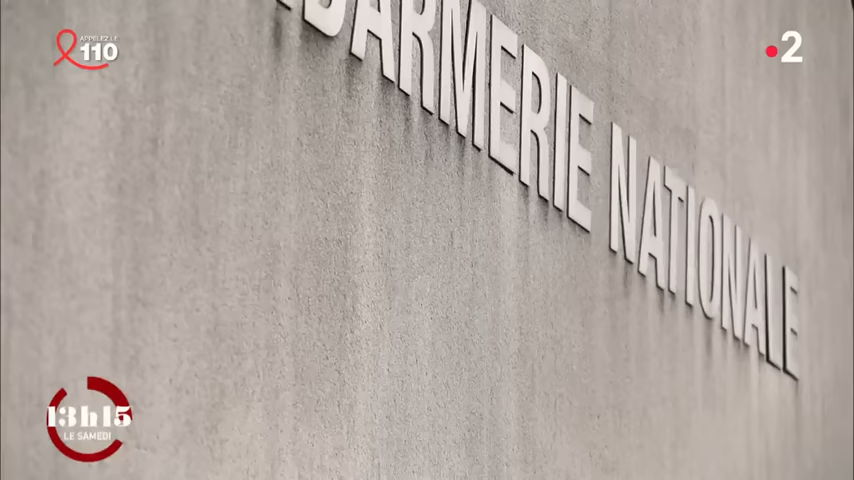 APPELEZ LE
110
2
DARMERIE NATIONALE
13h15
LE SAMEDI